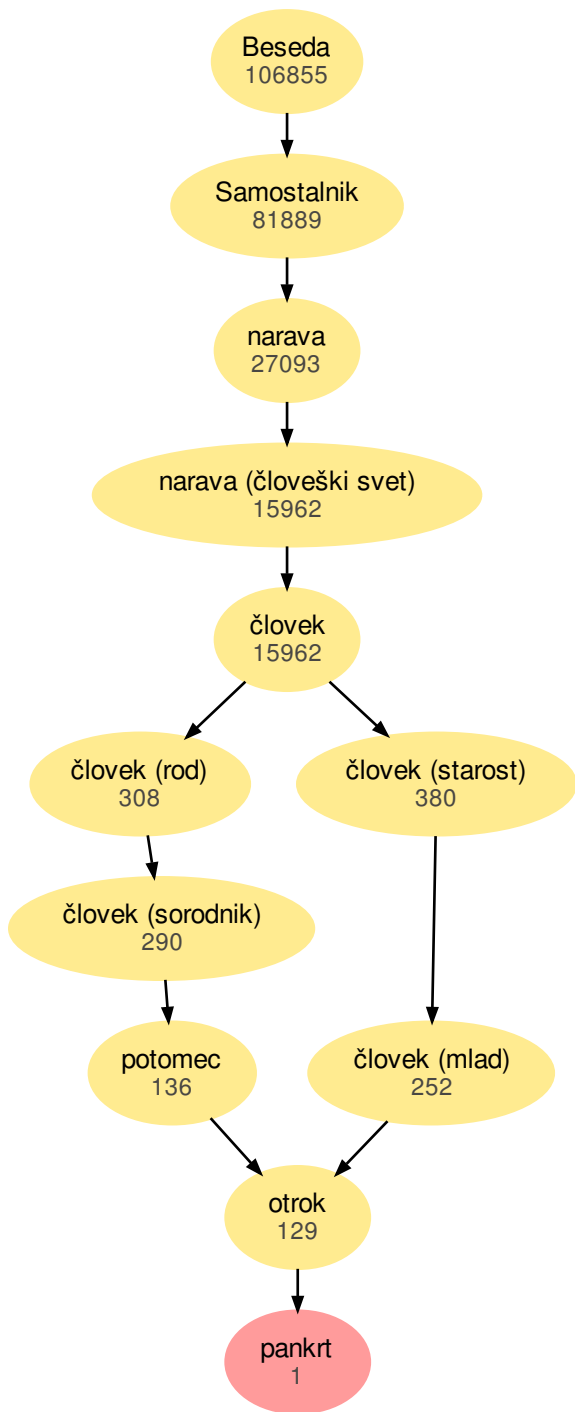 Beseda
106855
Samostalnik
81889
narava
27093
narava (človeški svet)
15962
človek
15962
človek (rod)
308
človek (starost)
380
človek (sorodnik)
290
potomec
136
človek (mlad)
252
otrok
129
pankrt
1